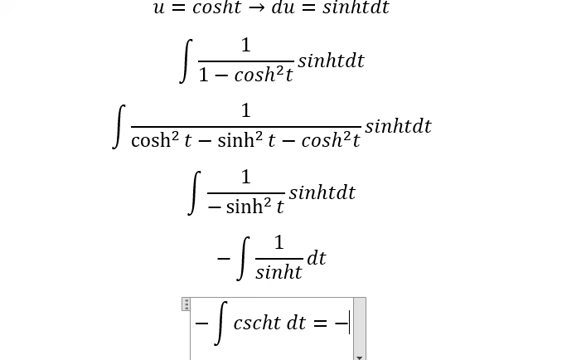 u = cosht → du = sinhtdt
∫ 1/(1 − cosh²t) sinhtdt
∫ 1/(cosh² t − sinh² t − cosh²t) sinhtdt
∫ 1/(− sinh² t) sinhtdt
− ∫ 1/sinht dt
− ∫ cscht dt = −